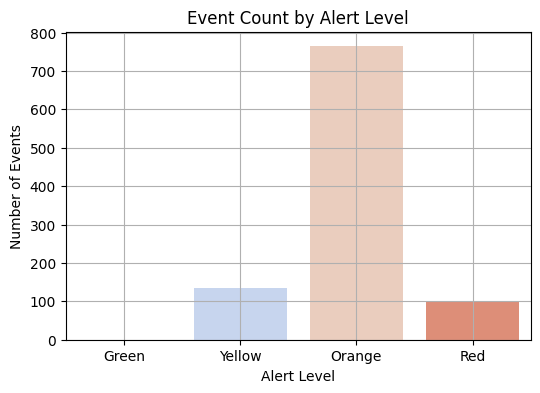 Event Count by Alert Level
Number of Events
800
700
600
500
400
300
200
100
0
Green Yellow Orange Red
Alert Level